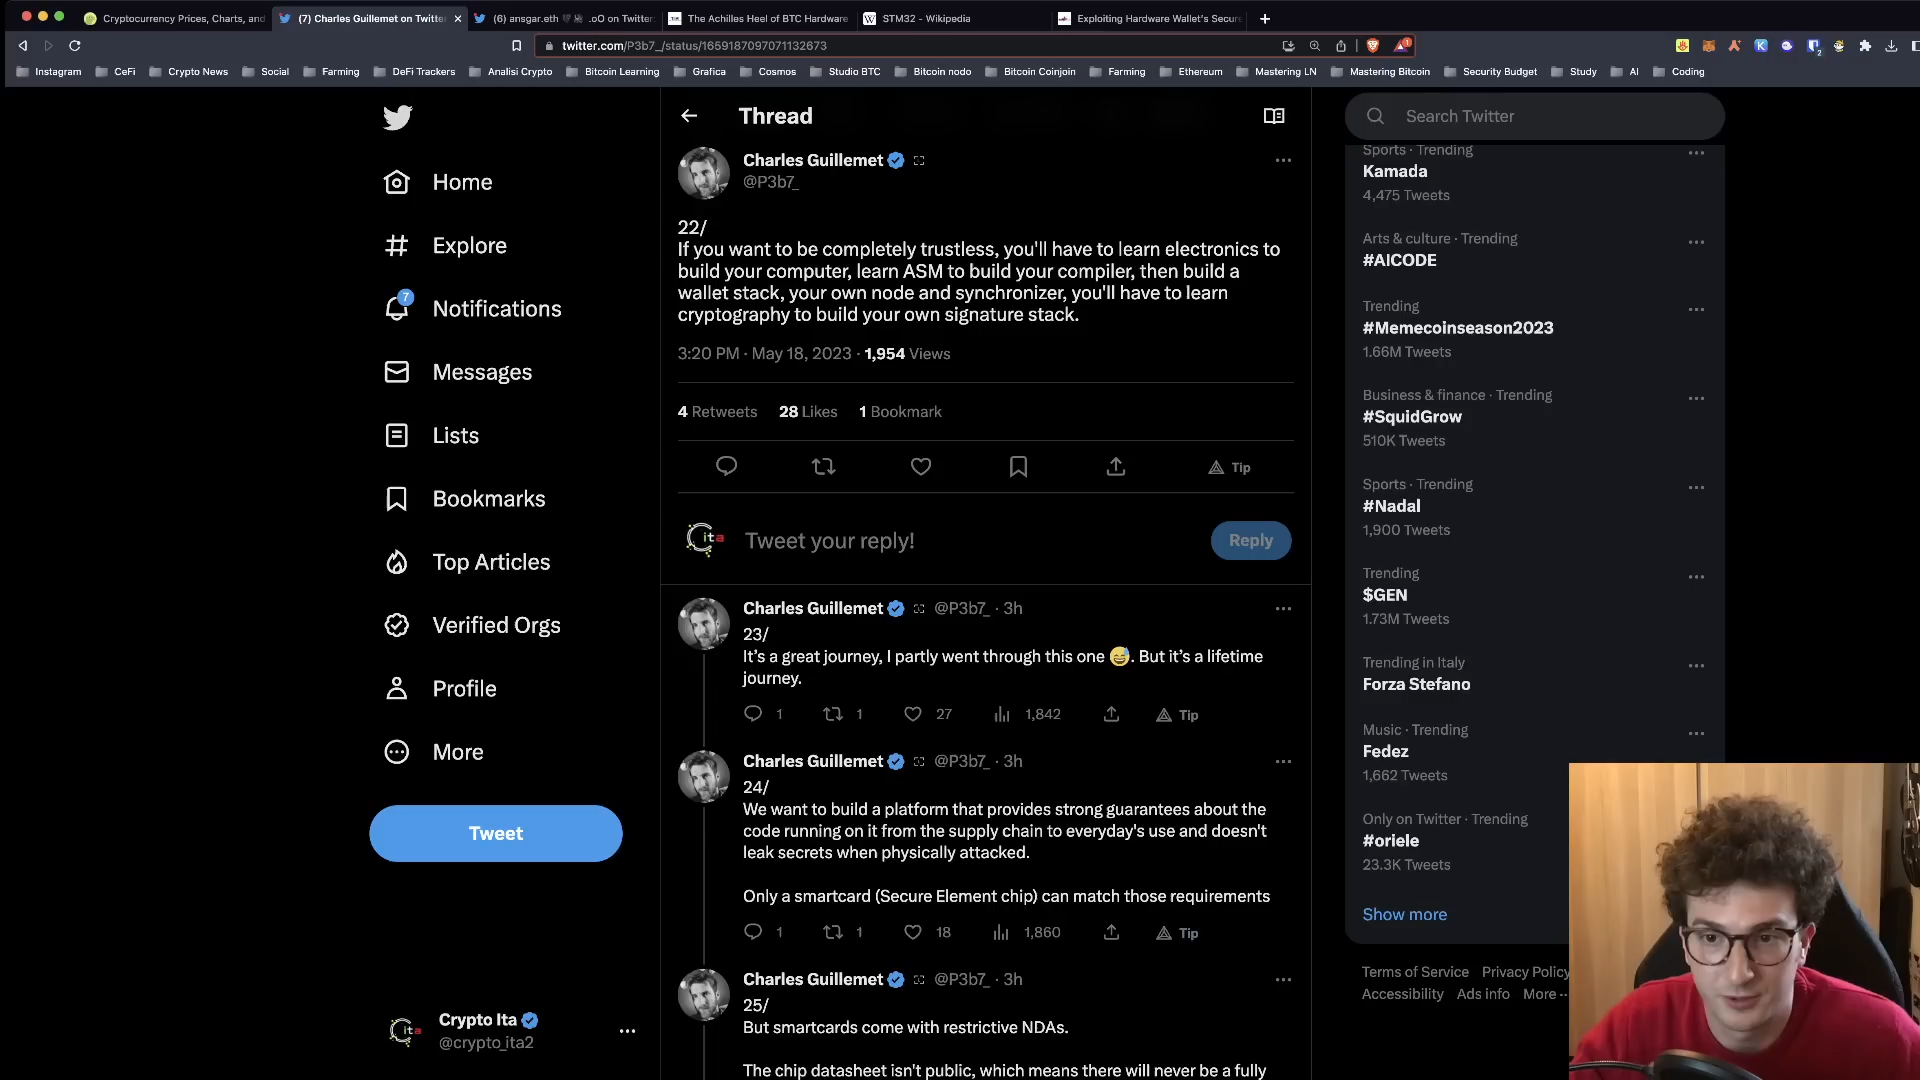 Cryptocurrency Prices, Charts, and
(7) Charles Guillemet on Twitte
(6) ansgar.eth
.oO on Twitter
The Achilles Heel of BTC Hardware
STM32 - Wikipedia
Exploiting Hardware Wallet's Secur
twitter.com/P3b7_/status/1659187097071132673
Instagram
CeFi
Crypto News
Social
Farming
DeFi Trackers
Analisi Crypto
Bitcoin Learning
Grafica
Cosmos
Studio BTC
Bitcoin nodo
Bitcoin Coinjoin
Farming
Ethereum
Mastering LN
Mastering Bitcoin
Security Budget
Study
AI
Coding
Home
Explore
7
Notifications
Messages
Lists
Bookmarks
Top Articles
Verified Orgs
Profile
More
Tweet
Crypto Ita
@crypto_ita2
Thread
Charles Guillemet
@P3b7_
22/
If you want to be completely trustless, you'll have to learn electronics to
build your computer, learn ASM to build your compiler, then build a
wallet stack, your own node and synchronizer, you'll have to learn
cryptography to build your own signature stack.
3:20 PM · May 18, 2023 · 1,954 Views
4 Retweets 28 Likes 1 Bookmark
Tip
ita
Tweet your reply!
Reply
Charles Guillemet @P3b7_ · 3h
23/
It's a great journey, I partly went through this one 😅. But it's a lifetime
journey.
1 1 27 1,842 Tip
Charles Guillemet @P3b7_ · 3h
24/
We want to build a platform that provides strong guarantees about the
code running on it from the supply chain to everyday's use and doesn't
leak secrets when physically attacked.
Only a smartcard (Secure Element chip) can match those requirements
1 1 18 1,860 Tip
Charles Guillemet @P3b7_ · 3h
25/
But smartcards come with restrictive NDAs.
The chip datasheet isn't public, which means there will never be a fully
Search Twitter
Sports · Trending
Kamada
4,475 Tweets
Arts & culture · Trending
#AICODE
Trending
#Memecoinseason2023
1.66M Tweets
Business & finance · Trending
#SquidGrow
510K Tweets
Sports · Trending
#Nadal
1,900 Tweets
Trending
$GEN
1.73M Tweets
Trending in Italy
Forza Stefano
Music · Trending
Fedez
1,662 Tweets
Only on Twitter · Trending
#oriele
23.3K Tweets
Show more
Terms of Service Privacy Policy
Accessibility Ads info More ··